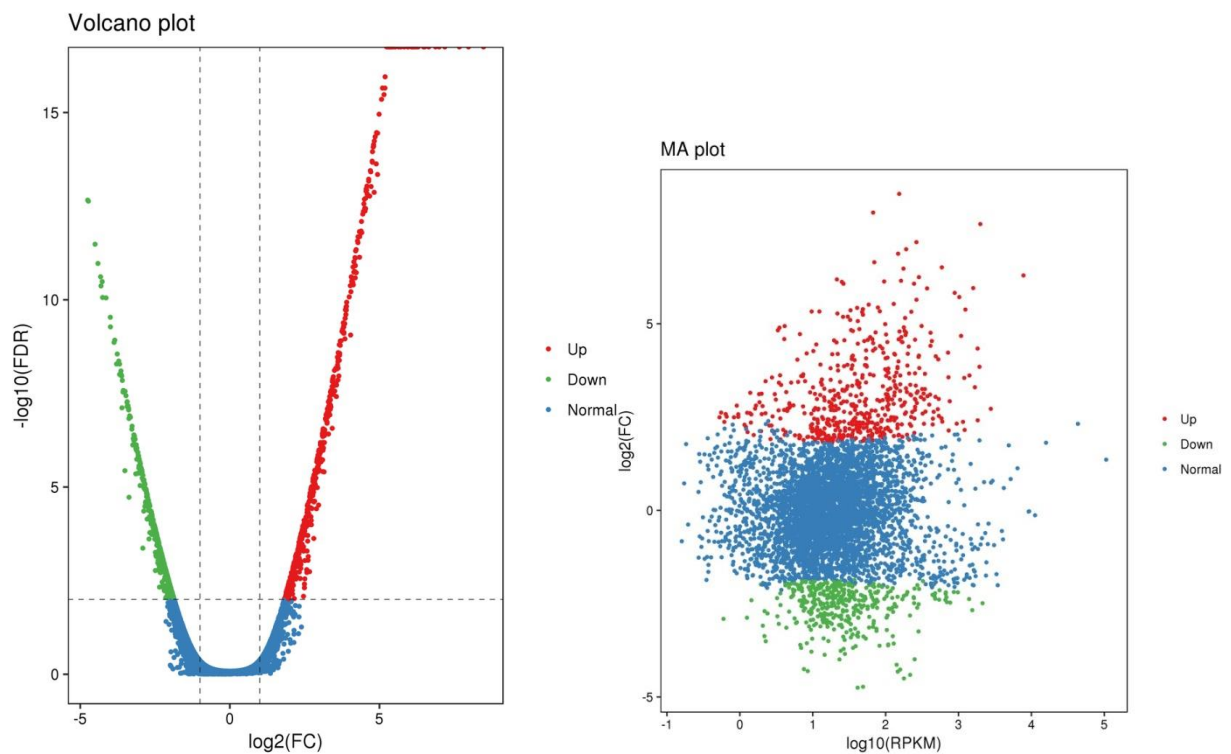 Volcano plot
15
10
5
0
-log10(FDR)
-5
0
5
log2(FC)
Up
Down
Normal
MA plot
5
0
-5
log2(FC)
-1
0
1
2
3
4
5
log10(RPKM)
Up
Down
Normal